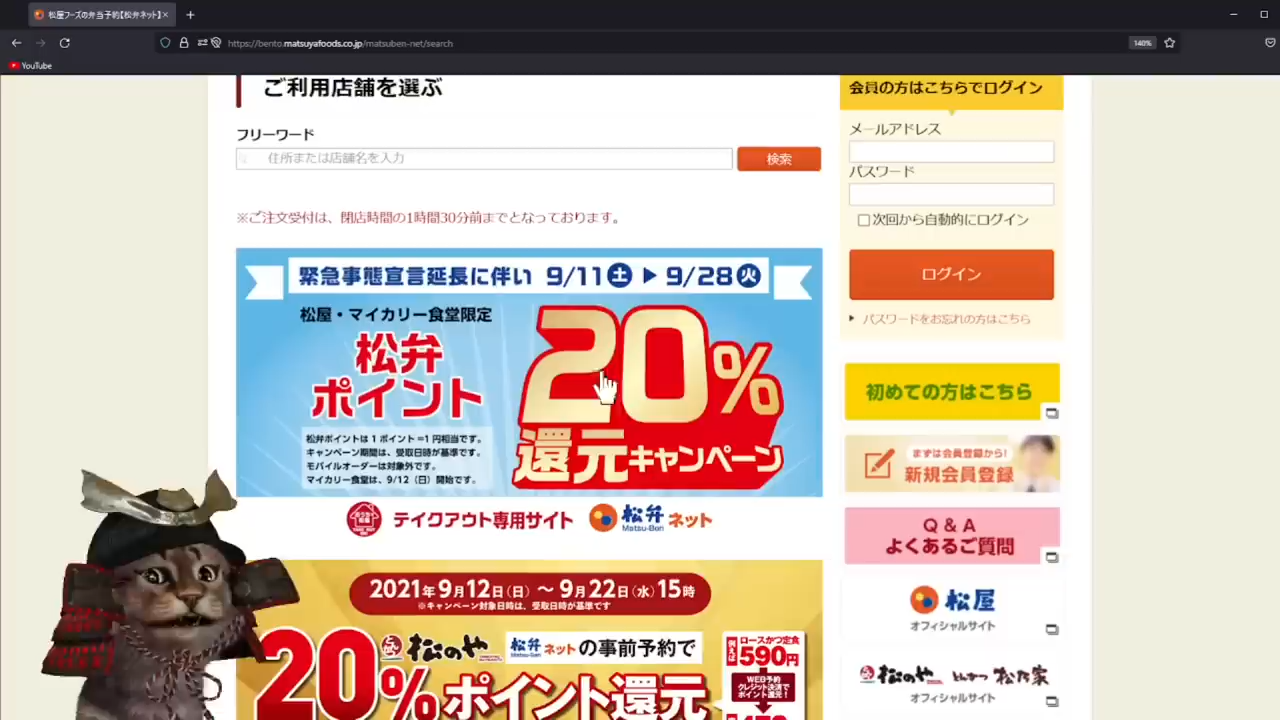 松屋フーズの弁当予約【松弁ネット】
https://bento.matsuyafoods.co.jp/matsuben-net/search
140%
YouTube
ご利用店舗を選ぶ
フリーワード
住所または店舗名を入力
検索
※ご注文受付は、閉店時間の1時間30分前までとなっております。
緊急事態宣言延長に伴い 9/11土▶9/28火
松屋・マイカリー食堂限定
松弁
ポイント
20%
還元キャンペーン
松弁ポイントは1ポイント=1円相当です。
キャンペーン期間は、受取日時が基準です。
モバイルオーダーは対象外です。
マイカリー食堂は、9/12(日)開始です。
テイクアウト専用サイト 松弁ネット
Matsu-Ben
2021年9月12日(日)～9月22日(水)15時
※キャンペーン対象日時は、受取日時が基準です
松のや 松弁ネットの事前予約で
20%ポイント還元
ロースかつ定食
590円
WEB予約
クレジット決済で
ポイント還元!
会員の方はこちらでログイン
メールアドレス
パスワード
次回から自動的にログイン
ログイン
パスワードをお忘れの方はこちら
初めての方はこちら
まずは会員登録から!
新規会員登録
Q & A
よくあるご質問
松屋
オフィシャルサイト
松のや とんかつ 松乃家
オフィシャルサイト